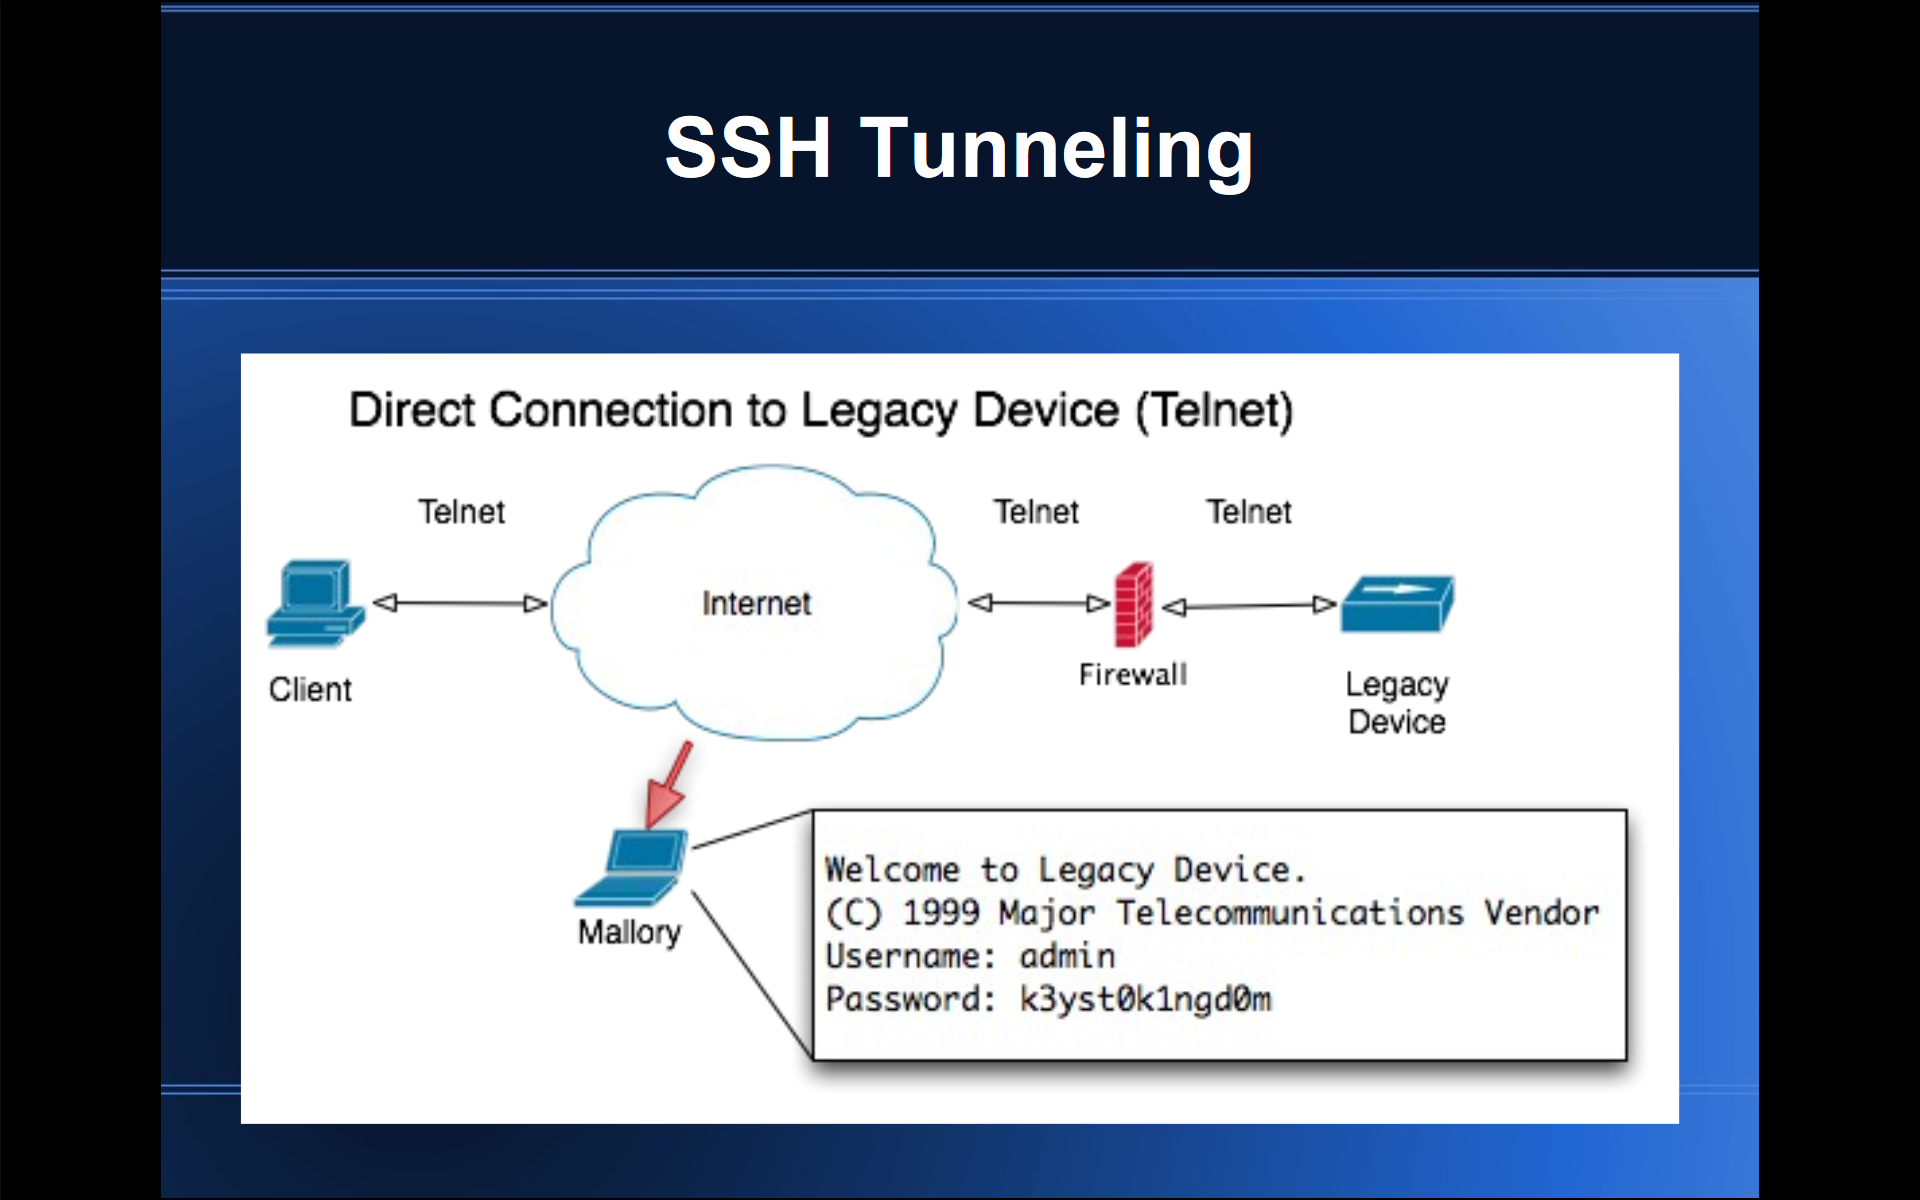 SSH Tunneling
Direct Connection to Legacy Device (Telnet)
Telnet
Telnet
Telnet
Internet
Client
Firewall
Legacy
Device
Mallory
Welcome to Legacy Device.
(C) 1999 Major Telecommunications Vendor
Username: admin
Password: k3yst0k1ngd0m